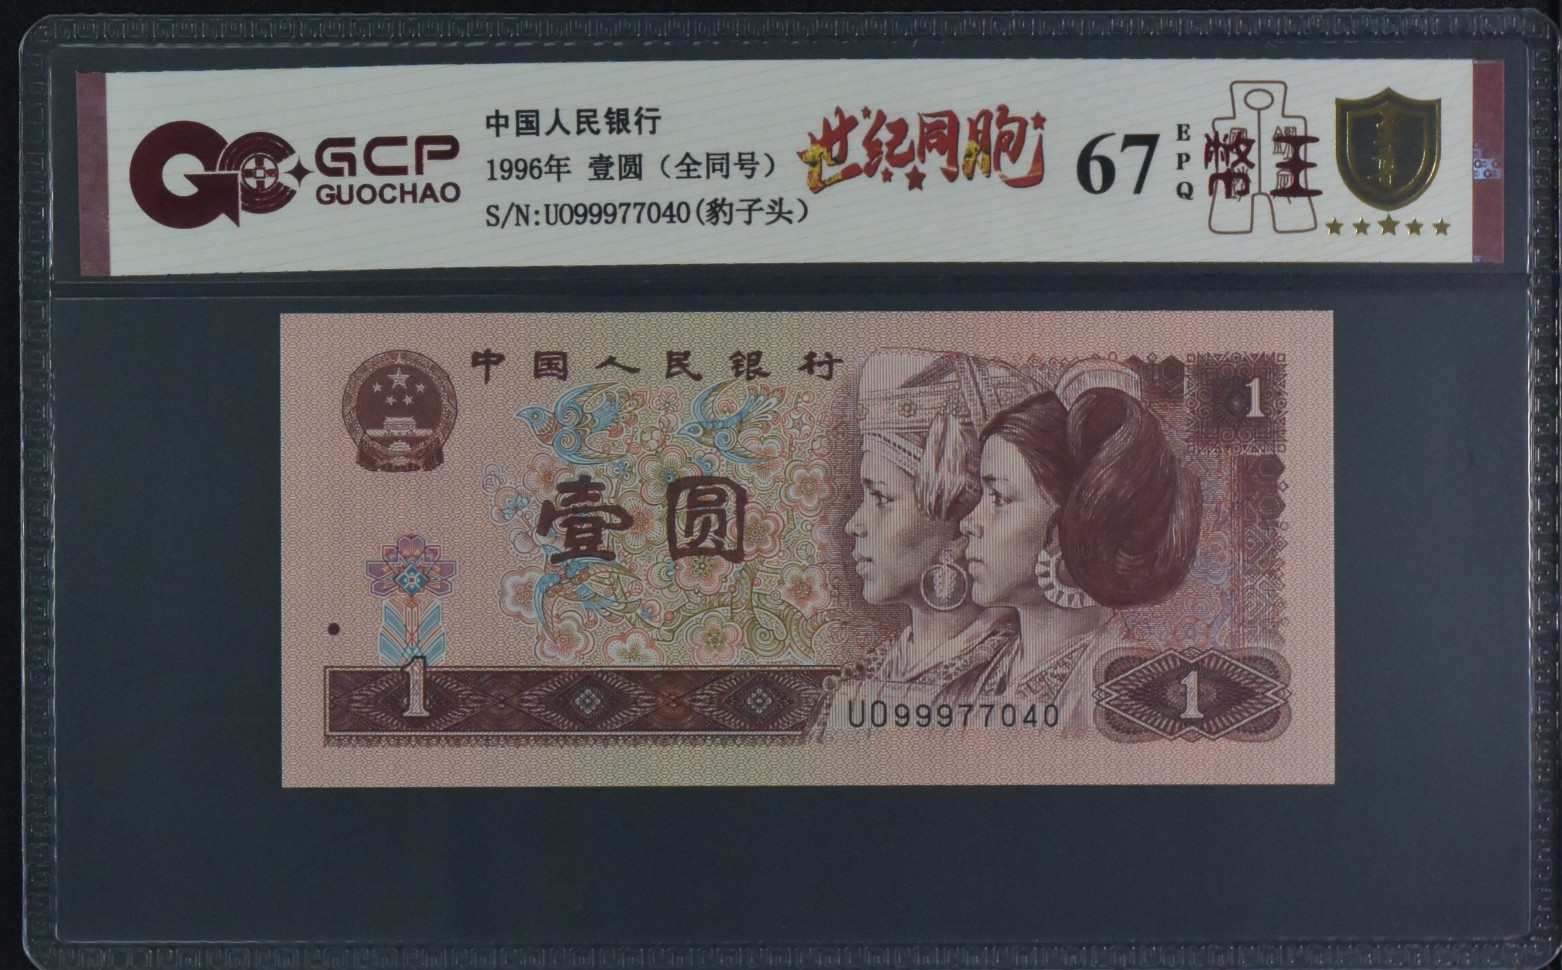 GCP
GUOCHAO
中国人民银行
1996年 壹圆（全同号）
S/N:UO99977040(豹子头）
世纪同胞
67
EPQ
中国人民银行
1
壹圆
1
UO99977040
1